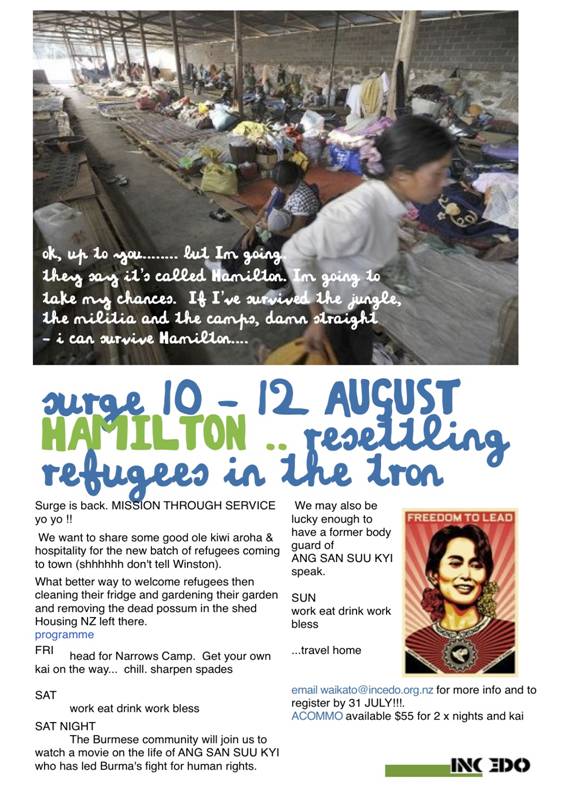 ok, up to you........ but Im going.
they say it's called Hamilton. Im going to
take my chances. If I've survived the jungle,
the militia and the camps, damn straight
- i can survive Hamilton....
surge 10 - 12 AUGUST
HAMILTON .. resettling
refugees in the tron
Surge is back. MISSION THROUGH SERVICE
yo yo !!
We want to share some good ole kiwi aroha &
hospitality for the new batch of refugees coming
to town (shhhhhh don't tell Winston).
What better way to welcome refugees then
cleaning their fridge and gardening their garden
and removing the dead possum in the shed
Housing NZ left there.
programme
FRI head for Narrows Camp. Get your own
kai on the way... chill. sharpen spades
SAT
work eat drink work bless
SAT NIGHT
The Burmese community will join us to
watch a movie on the life of ANG SAN SUU KYI
who has led Burma's fight for human rights.
We may also be
lucky enough to
have a former body
guard of
ANG SAN SUU KYI
speak.
SUN
work eat drink work
bless
...travel home
FREEDOM TO LEAD
email waikato@incedo.org.nz for more info and to
register by 31 JULY!!!.
ACOMMO available $55 for 2 x nights and kai
INCEDO